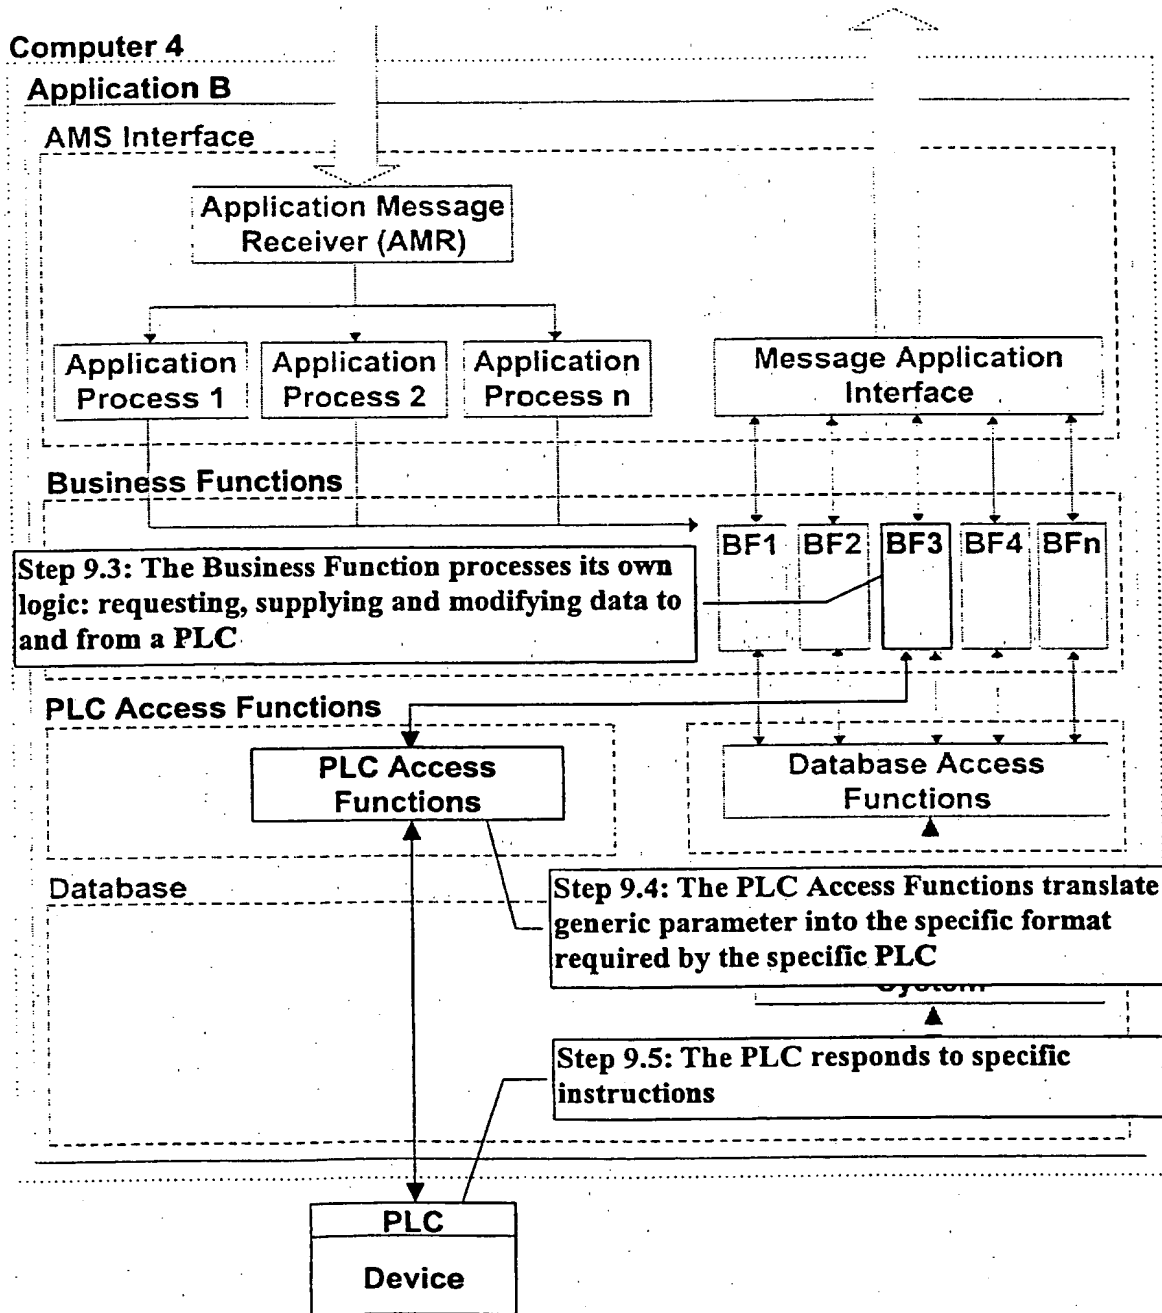 Computer 4
Application B
AMS Interface
Application Message
Receiver (AMR)
Application
Process 1
Application
Process 2
Application
Process n
Message Application
Interface
Business Functions
BF1
BF2
BF3
BF4
BFn
Step 9.3: The Business Function processes its own
logic: requesting, supplying and modifying data to
and from a PLC
PLC Access Functions
PLC Access
Functions
Database Access
Functions
Database
Step 9.4: The PLC Access Functions translate
generic parameter into the specific format
required by the specific PLC
System
Step 9.5: The PLC responds to specific
instructions
PLC
Device